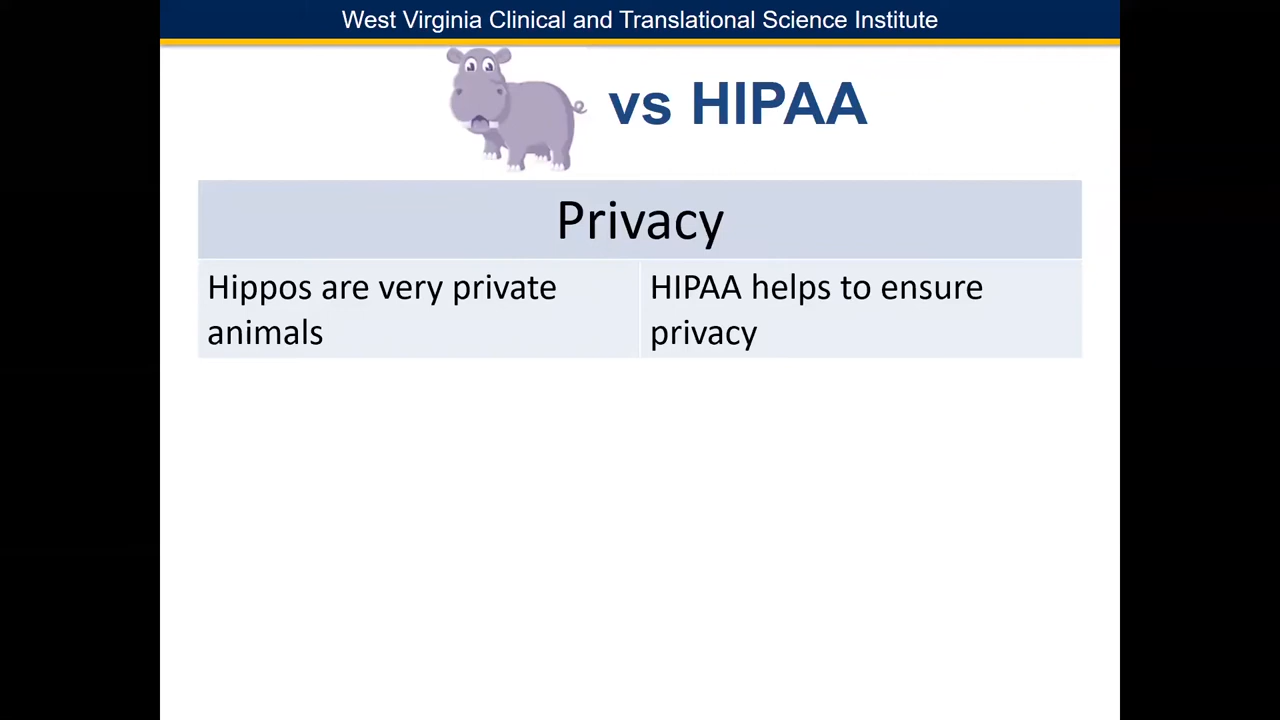 West Virginia Clinical and Translational Science Institute
vs HIPAA
Privacy
Hippos are very private
animals
HIPAA helps to ensure
privacy